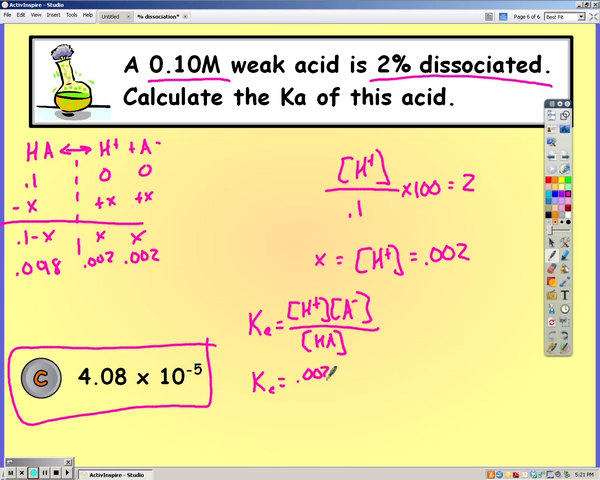 ActivInspire - Studio
File Edit View Insert Tools Help Untitled % dissociation* Page 6 of 6 Best Fit
A 0.10M weak acid is 2% dissociated.
Calculate the Ka of this acid.
HA ⟷ H⁺ + A⁻
.1 0 0
-x +x +x
.1-x x x
.098 .002 .002
[H⁺]
.1
x100 = 2
x = [H⁺] = .002
Ka = [H⁺][A⁻]
[HA]
Ka = .002
C 4.08 x 10⁻⁵
ActivInspire - Studio 5:21 PM